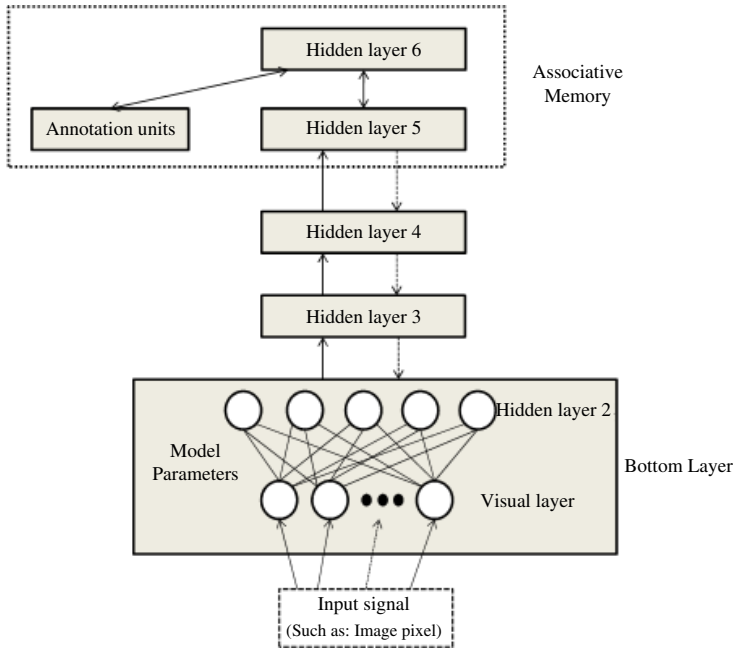 Hidden layer 6
Associative
Memory
Annotation units
Hidden layer 5
Hidden layer 4
Hidden layer 3
Hidden layer 2
Model
Parameters
Bottom Layer
Visual layer
Input signal
(Such as: Image pixel)